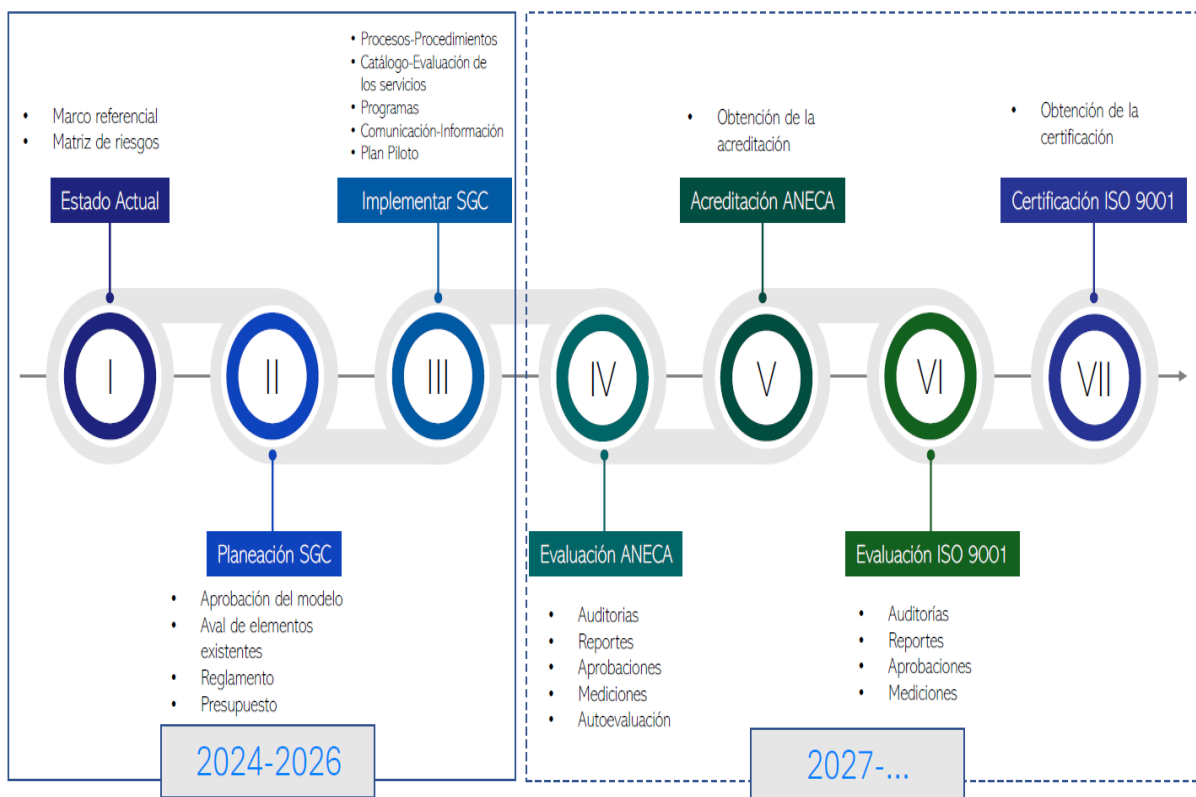 • Marco referencial
• Matriz de riesgos
Estado Actual
• Procesos-Procedimientos
• Catálogo-Evaluación de
los servicios
• Programas
• Comunicación-Información
• Plan Piloto
Implementar SGC
• Obtención de la
acreditación
Acreditación ANECA
• Obtención de la
certificación
Certificación ISO 9001
I
II
III
IV
V
VI
VII
Planeación SGC
• Aprobación del modelo
• Aval de elementos
existentes
• Reglamento
• Presupuesto
Evaluación ANECA
• Auditorias
• Reportes
• Aprobaciones
• Mediciones
• Autoevaluación
Evaluación ISO 9001
• Auditorías
• Reportes
• Aprobaciones
• Mediciones
2024-2026
2027-...